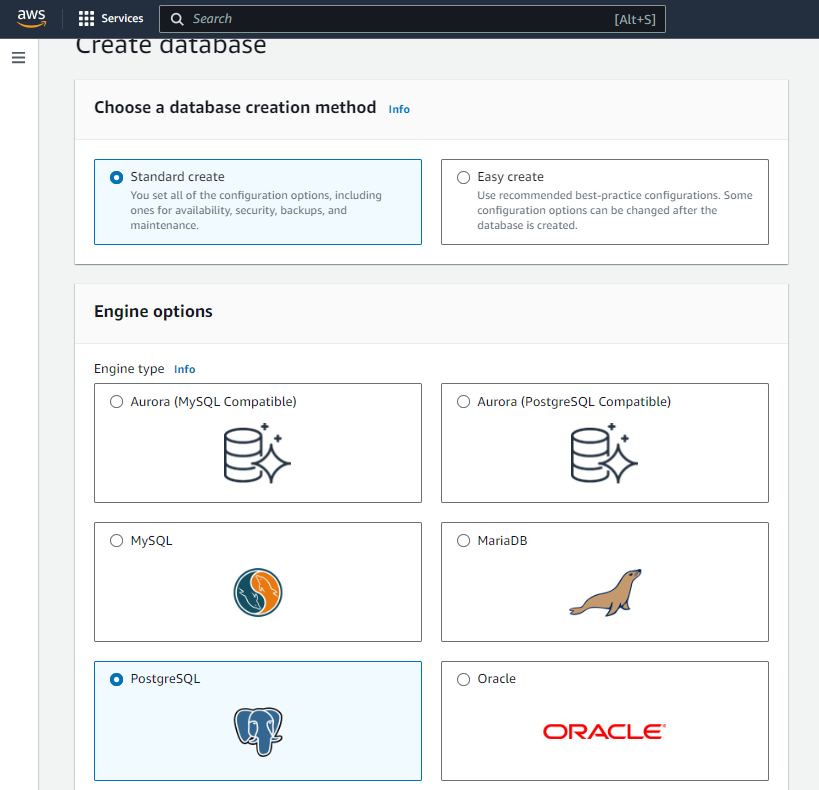 aws
Services
Search
[Alt+S]
Create database
Choose a database creation method Info
Standard create
You set all of the configuration options, including
ones for availability, security, backups, and
maintenance.
Easy create
Use recommended best-practice configurations. Some
configuration options can be changed after the
database is created.
Engine options
Engine type Info
Aurora (MySQL Compatible)
Aurora (PostgreSQL Compatible)
MySQL
MariaDB
PostgreSQL
Oracle
ORACLE